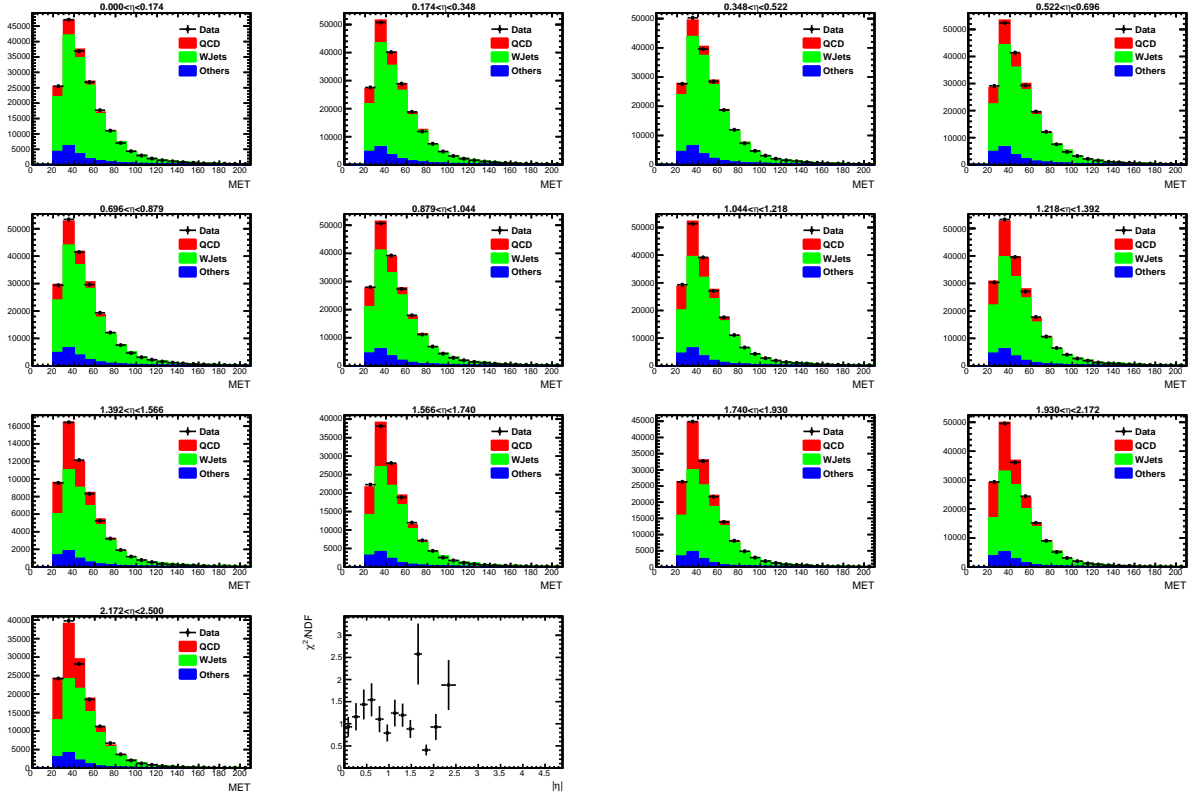 0.000<η<0.174
45000
40000
35000
30000
25000
20000
15000
10000
5000
0
0 20 40 60 80 100 120 140 160 180 200
MET
Data
QCD
WJets
Others
0.174<η<0.348
50000
40000
30000
20000
10000
0
0 20 40 60 80 100 120 140 160 180 200
MET
Data
QCD
WJets
Others
0.348<η<0.522
50000
40000
30000
20000
10000
0
0 20 40 60 80 100 120 140 160 180 200
MET
Data
QCD
WJets
Others
0.522<η<0.696
50000
40000
30000
20000
10000
0
0 20 40 60 80 100 120 140 160 180 200
MET
Data
QCD
WJets
Others
0.696<η<0.879
50000
40000
30000
20000
10000
0
0 20 40 60 80 100 120 140 160 180 200
MET
Data
QCD
WJets
Others
0.879<η<1.044
50000
40000
30000
20000
10000
0
0 20 40 60 80 100 120 140 160 180 200
MET
Data
QCD
WJets
Others
1.044<η<1.218
50000
40000
30000
20000
10000
0
0 20 40 60 80 100 120 140 160 180 200
MET
Data
QCD
WJets
Others
1.218<η<1.392
50000
40000
30000
20000
10000
0
0 20 40 60 80 100 120 140 160 180 200
MET
Data
QCD
WJets
Others
1.392<η<1.566
16000
14000
12000
10000
8000
6000
4000
2000
0
0 20 40 60 80 100 120 140 160 180 200
MET
Data
QCD
WJets
Others
1.566<η<1.740
40000
35000
30000
25000
20000
15000
10000
5000
0
0 20 40 60 80 100 120 140 160 180 200
MET
Data
QCD
WJets
Others
1.740<η<1.930
45000
40000
35000
30000
25000
20000
15000
10000
5000
0
0 20 40 60 80 100 120 140 160 180 200
MET
Data
QCD
WJets
Others
1.930<η<2.172
50000
40000
30000
20000
10000
0
0 20 40 60 80 100 120 140 160 180 200
MET
Data
QCD
WJets
Others
2.172<η<2.500
40000
35000
30000
25000
20000
15000
10000
5000
0
0 20 40 60 80 100 120 140 160 180 200
MET
Data
QCD
WJets
Others
χ²/NDF
3
2.5
2
1.5
1
0.5
0
0 0.5 1 1.5 2 2.5 3 3.5 4 4.5
|η|